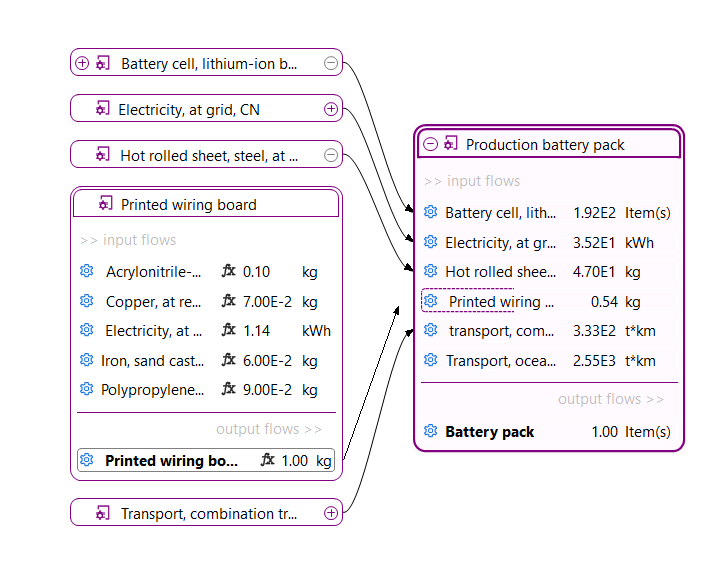 Battery cell, lithium-ion b...
Electricity, at grid, CN
Hot rolled sheet, steel, at ...
Printed wiring board
>> input flows
Acrylonitrile-... fx 0.10 kg
Copper, at re... fx 7.00E-2 kg
Electricity, at ... fx 1.14 kWh
Iron, sand cast... fx 6.00E-2 kg
Polypropylene... fx 9.00E-2 kg
output flows >>
Printed wiring bo... fx 1.00 kg
Transport, combination tr...
Production battery pack
>> input flows
Battery cell, lith... 1.92E2 Item(s)
Electricity, at gr... 3.52E1 kWh
Hot rolled shee... 4.70E1 kg
Printed wiring ... 0.54 kg
transport, com... 3.33E2 t*km
Transport, ocea... 2.55E3 t*km
output flows >>
Battery pack 1.00 Item(s)